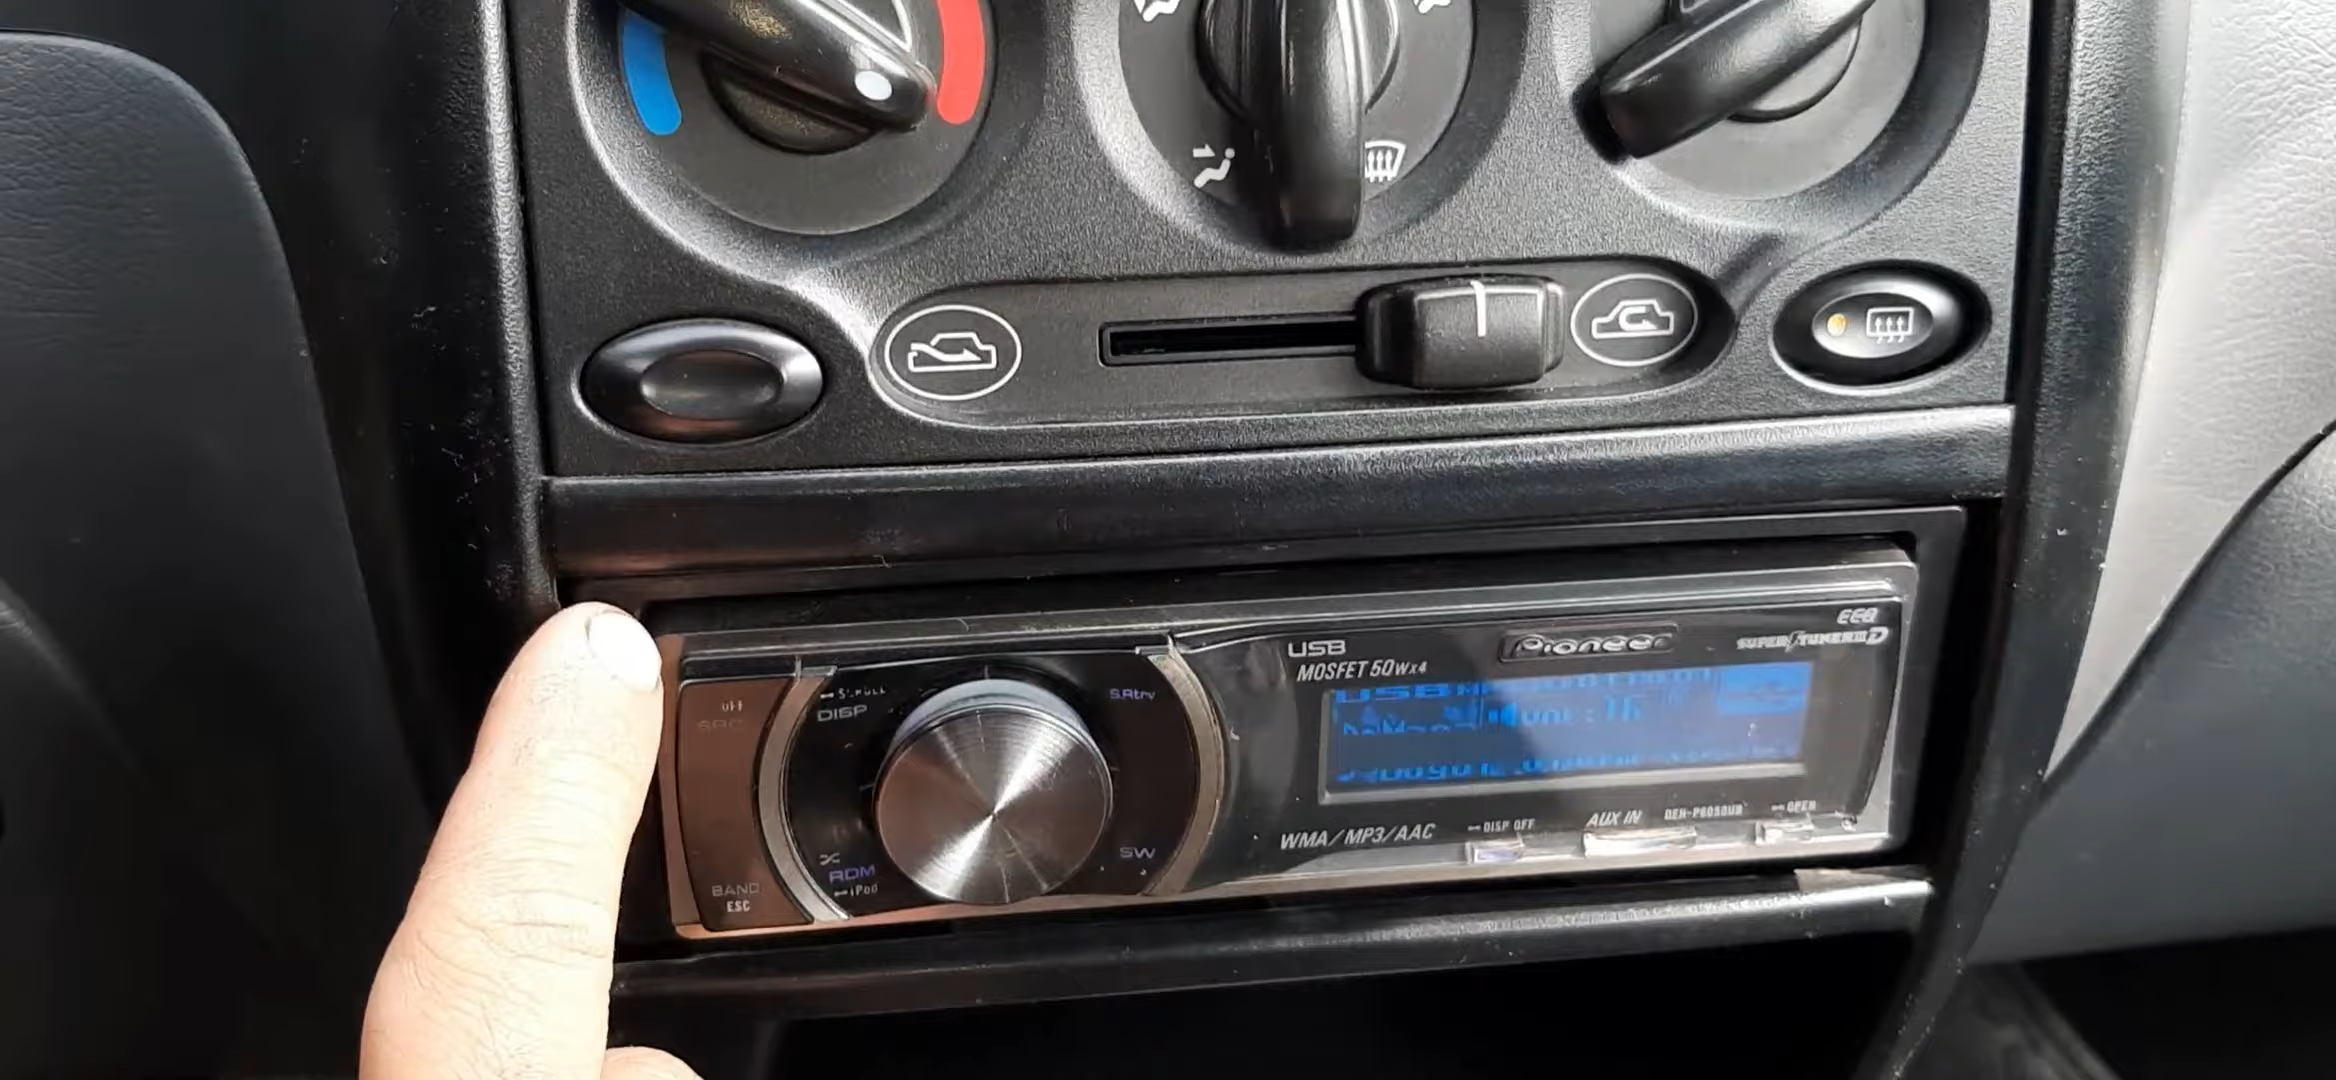 USB
MOSFET 50Wx4
Pioneer
EEQ
SUPER TUNER III D
OFF
SRC
DISP
S.Rtrv
RDM
iPod
SW
BAND
ESC
WMA/MP3/AAC
DISP OFF
AUX IN
DEH-P6050UB
OPEN